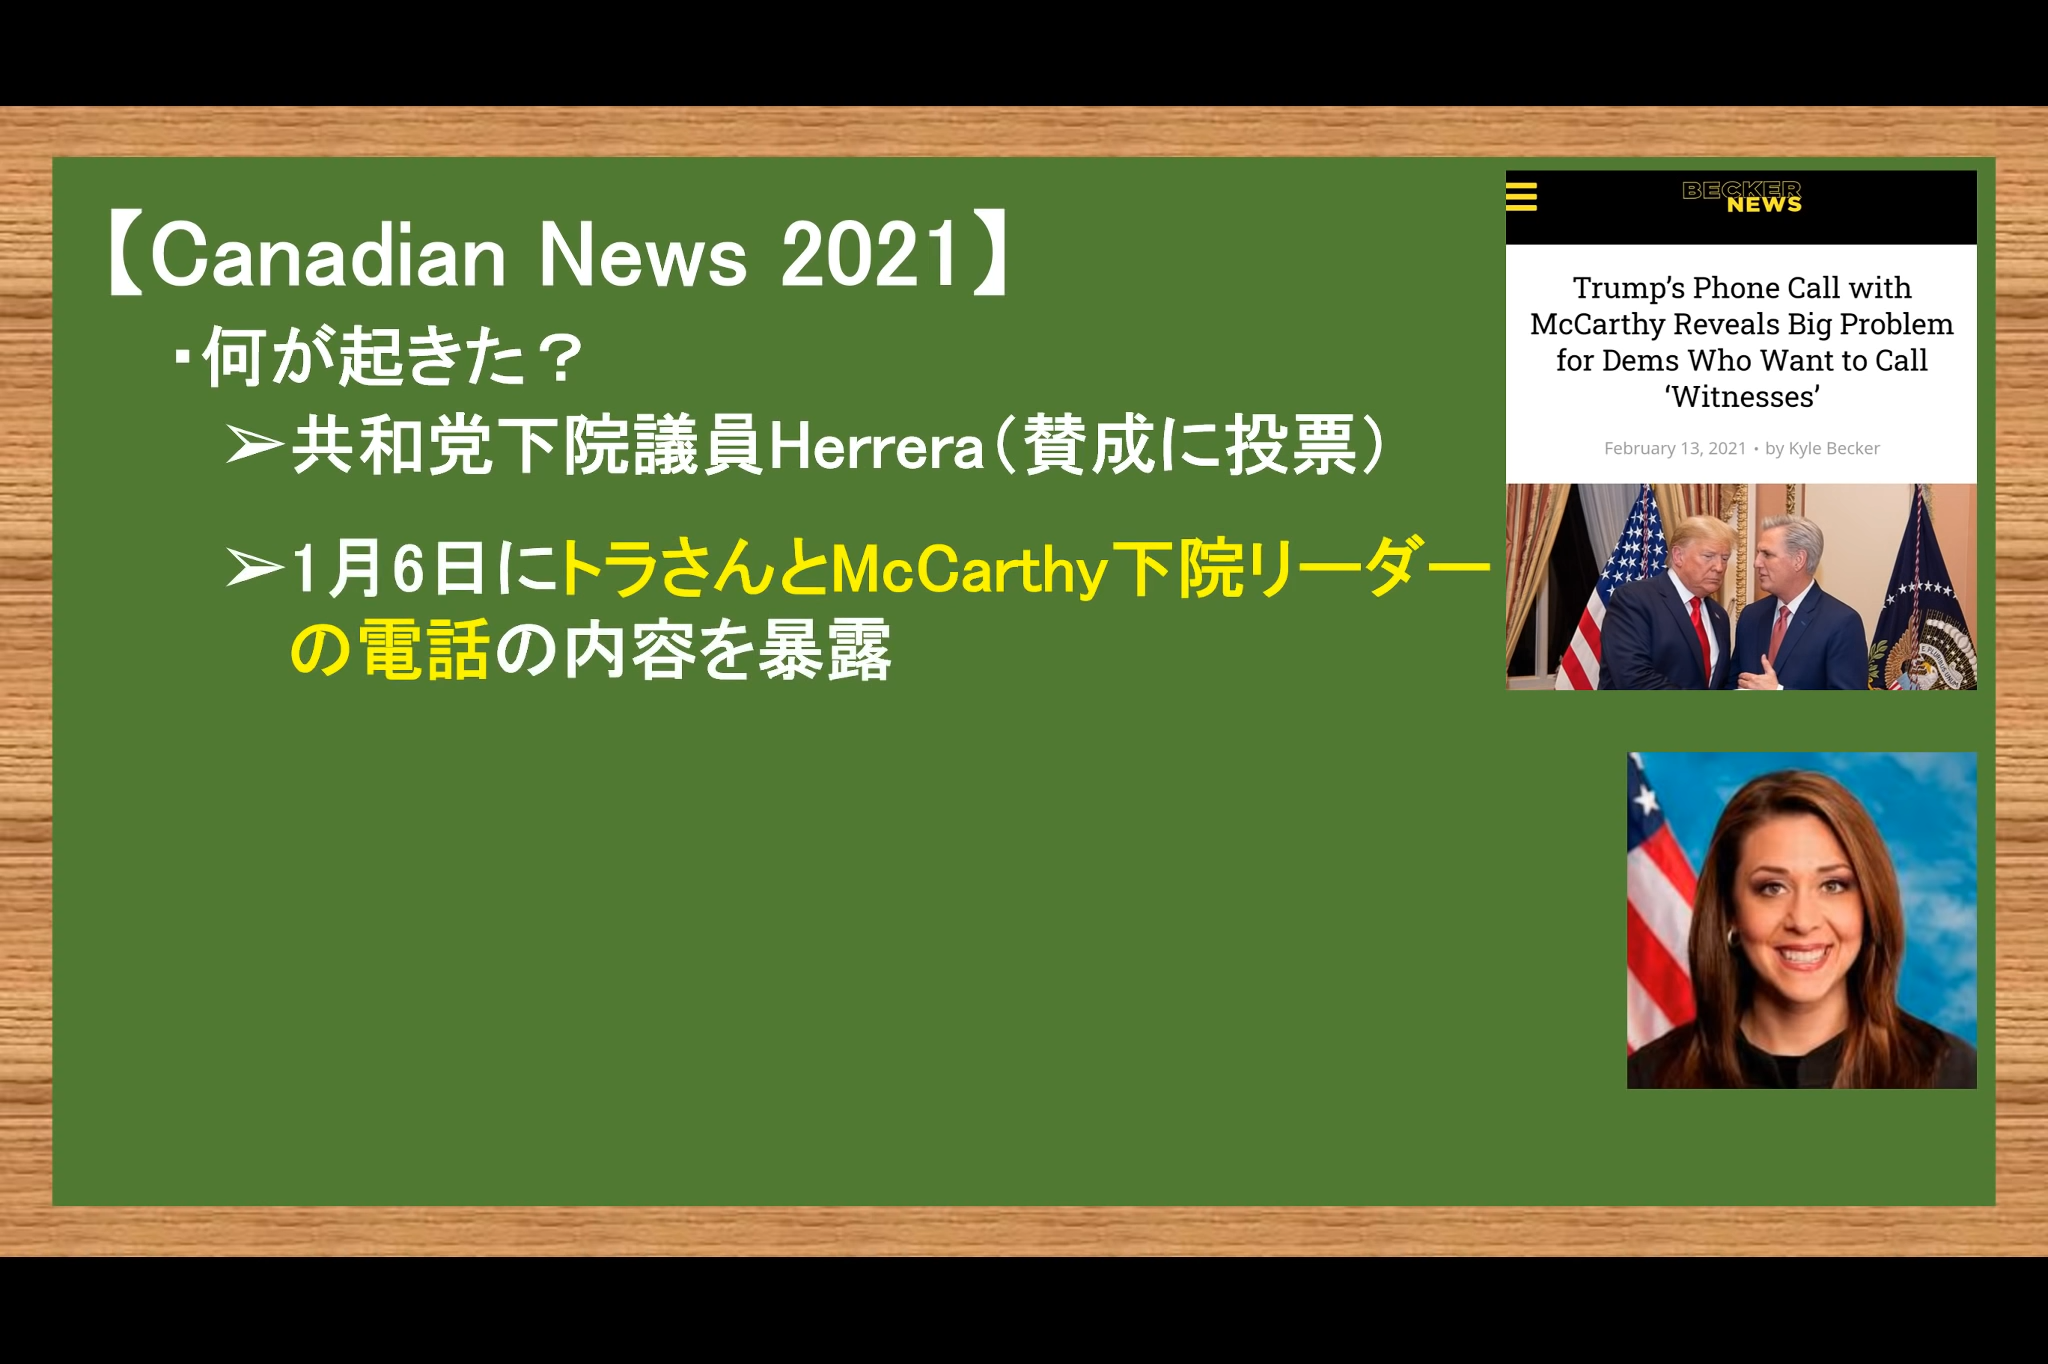 【Canadian News 2021】
・何が起きた？
➢共和党下院議員Herrera（賛成に投票）
➢1月6日にトラさんとMcCarthy下院リーダー
の電話の内容を暴露
BECKER
NEWS
Trump’s Phone Call with
McCarthy Reveals Big Problem
for Dems Who Want to Call
‘Witnesses’
February 13, 2021 • by Kyle Becker